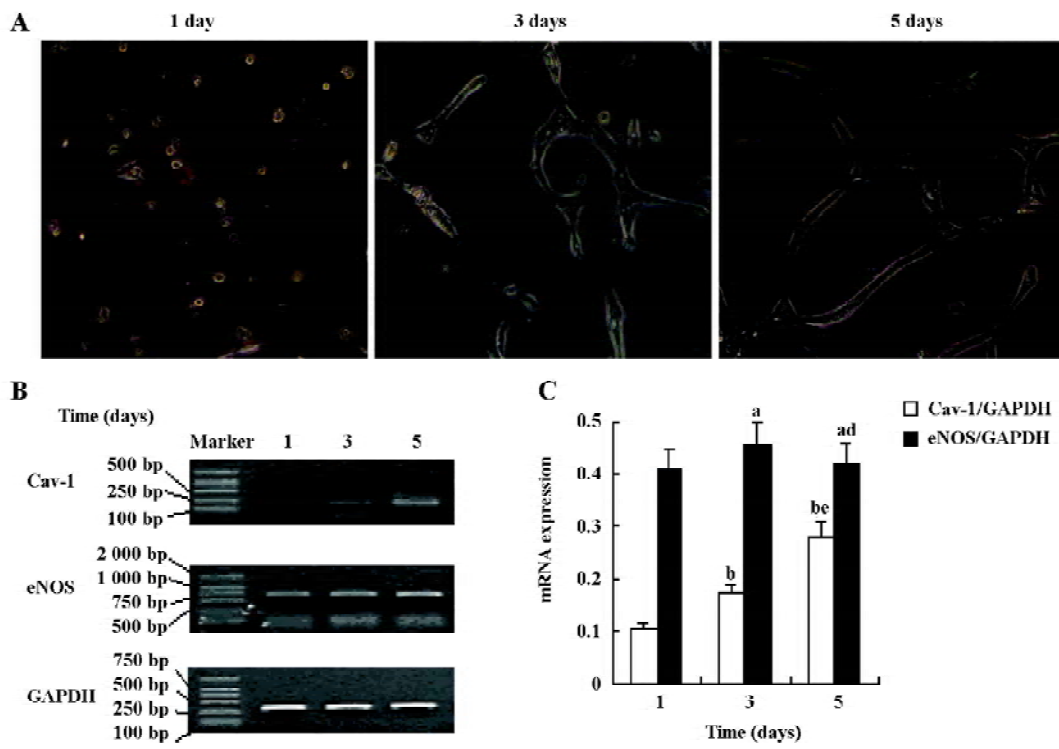 A
1 day 3 days 5 days
B
Time (days)
Marker 1 3 5
Cav-1
500 bp
250 bp
100 bp
eNOS
2 000 bp
1 000 bp
750 bp
500 bp
GAPDH
750 bp
500 bp
250 bp
100 bp
C
Cav-1/GAPDH
eNOS/GAPDH
mRNA expression
0.5
0.4
0.3
0.2
0.1
0
a
ad
b
be
1 3 5
Time (days)